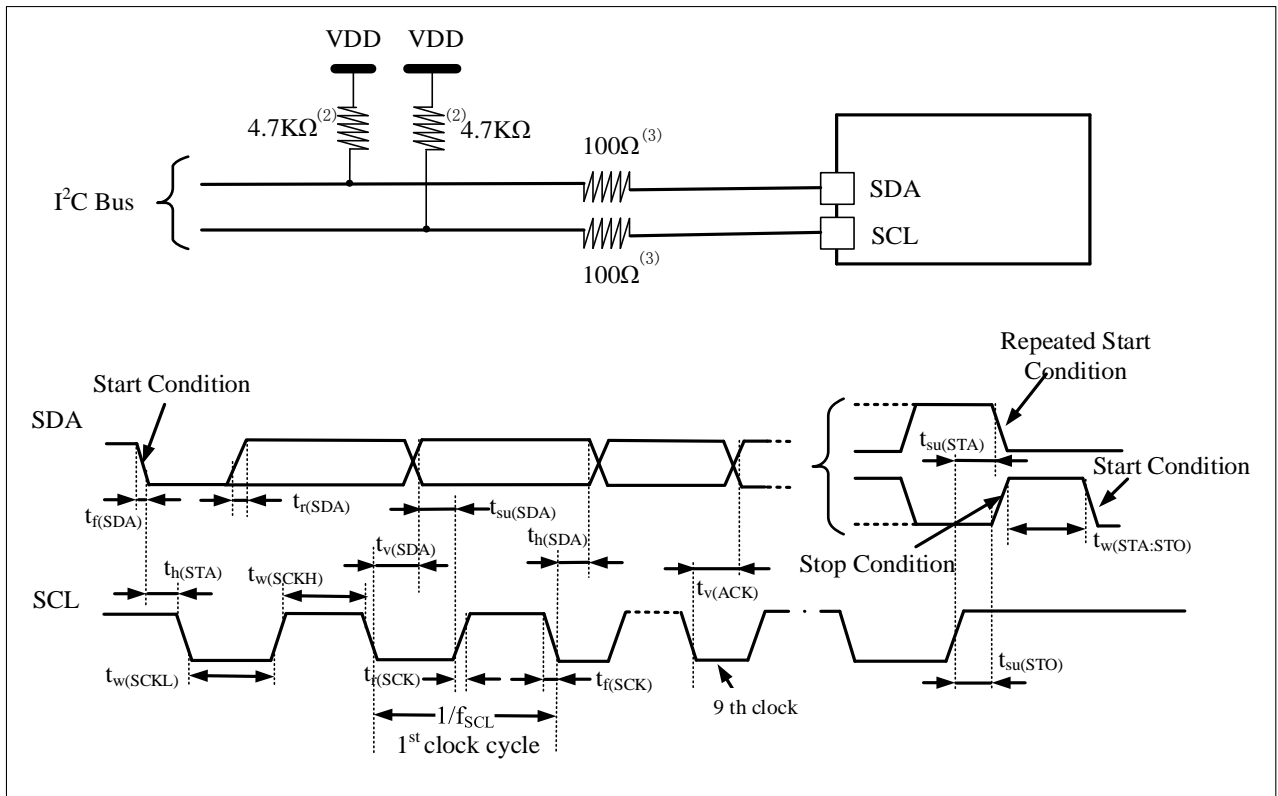 VDD VDD
4.7KΩ(2) (2)4.7KΩ
100Ω(3)
I2C Bus
SDA
SCL
100Ω(3)
Repeated Start
Condition
Start Condition
SDA
tsu(STA)
Start Condition
tf(SDA)
tr(SDA)
tsu(SDA)
tv(SDA)
th(SDA)
tw(STA:STO)
Stop Condition
th(STA)
tw(SCKH)
tv(ACK)
SCL
tw(SCKL)
tr(SCK)
tf(SCK)
tsu(STO)
9 th clock
1/fSCL
1st clock cycle